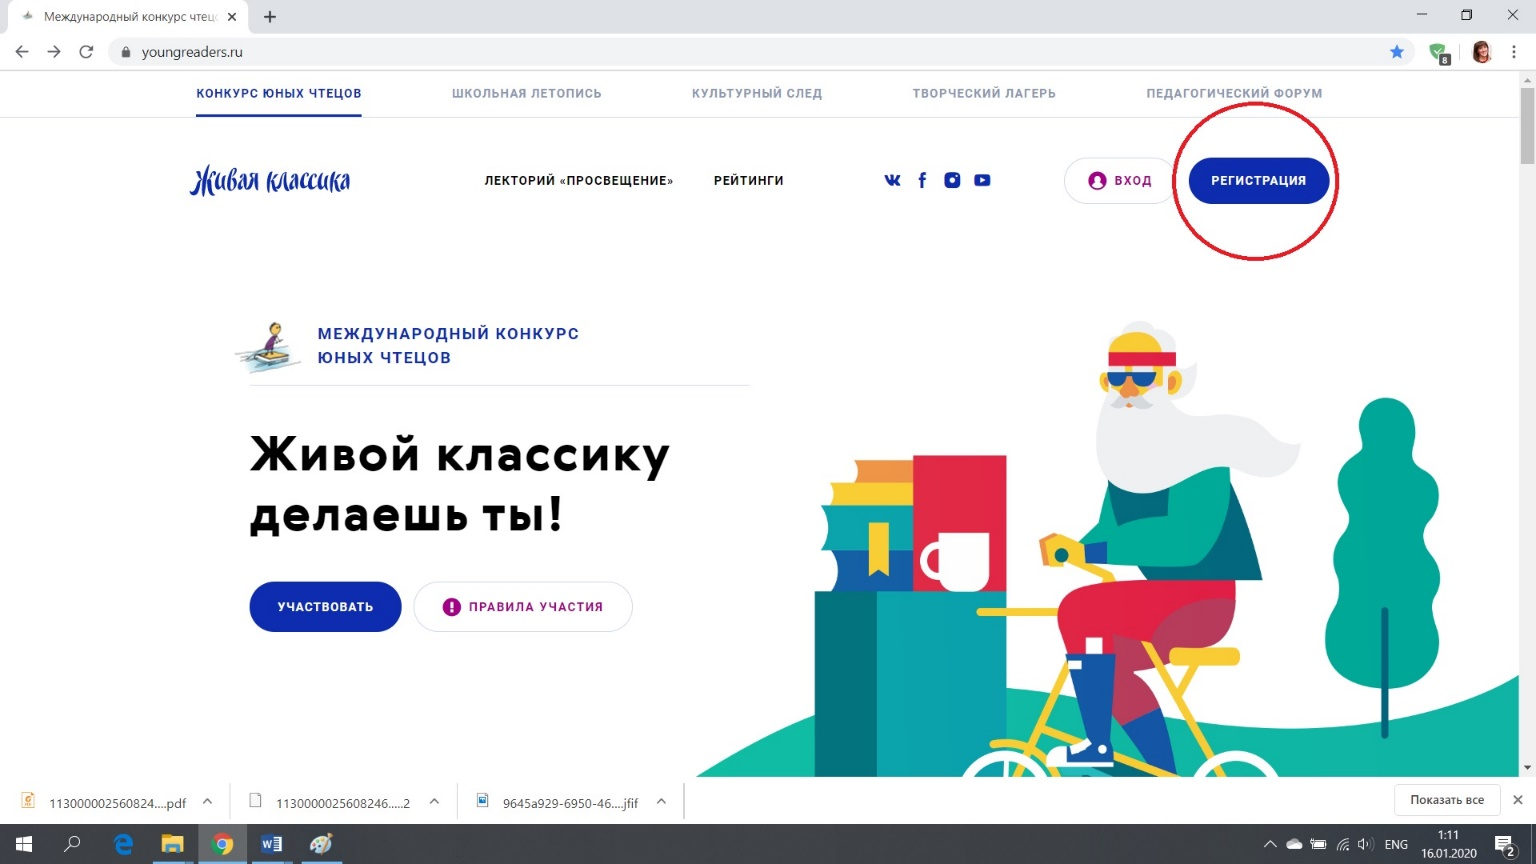 Международный конкурс чтец
youngreaders.ru
8
КОНКУРС ЮНЫХ ЧТЕЦОВ
ШКОЛЬНАЯ ЛЕТОПИСЬ
КУЛЬТУРНЫЙ СЛЕД
ТВОРЧЕСКИЙ ЛАГЕРЬ
ПЕДАГОГИЧЕСКИЙ ФОРУМ
Живая классика
ЛЕКТОРИЙ «ПРОСВЕЩЕНИЕ»
РЕЙТИНГИ
ВХОД
РЕГИСТРАЦИЯ
МЕЖДУНАРОДНЫЙ КОНКУРС
ЮНЫХ ЧТЕЦОВ
Живой классику
делаешь ты!
УЧАСТВОВАТЬ
ПРАВИЛА УЧАСТИЯ
113000002560824....pdf
1130000025608246.....2
9645a929-6950-46....jfif
Показать все
ENG
1:11
16.01.2020
2